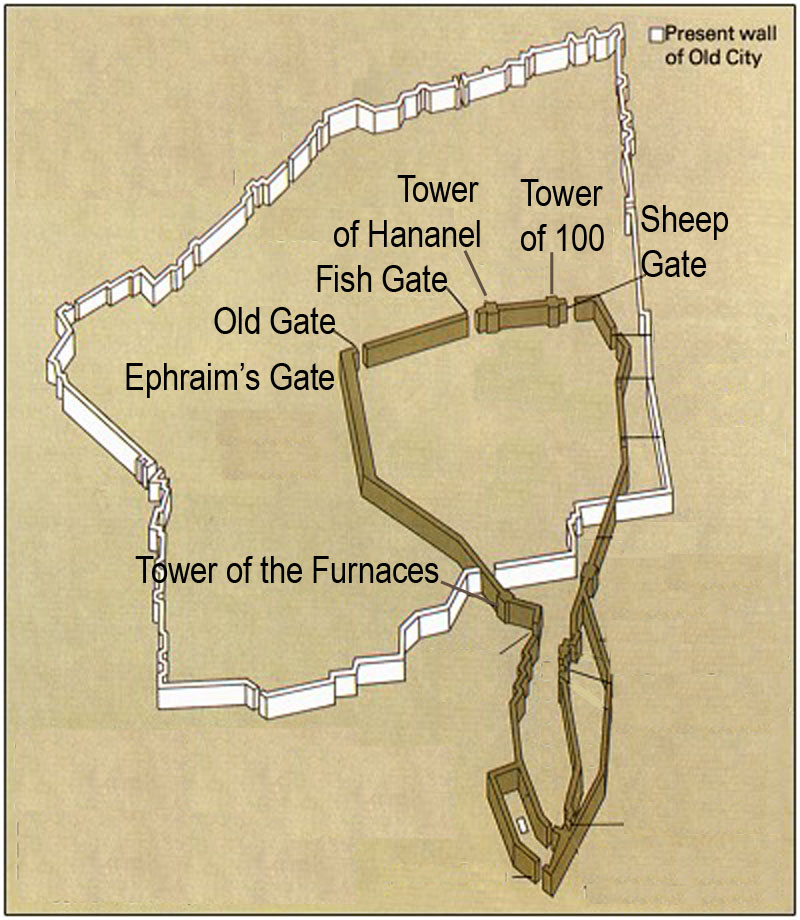 Present wall
of Old City
Tower
of Hananel
Tower
of 100
Sheep
Gate
Fish Gate
Old Gate
Ephraim's Gate
Tower of the Furnaces